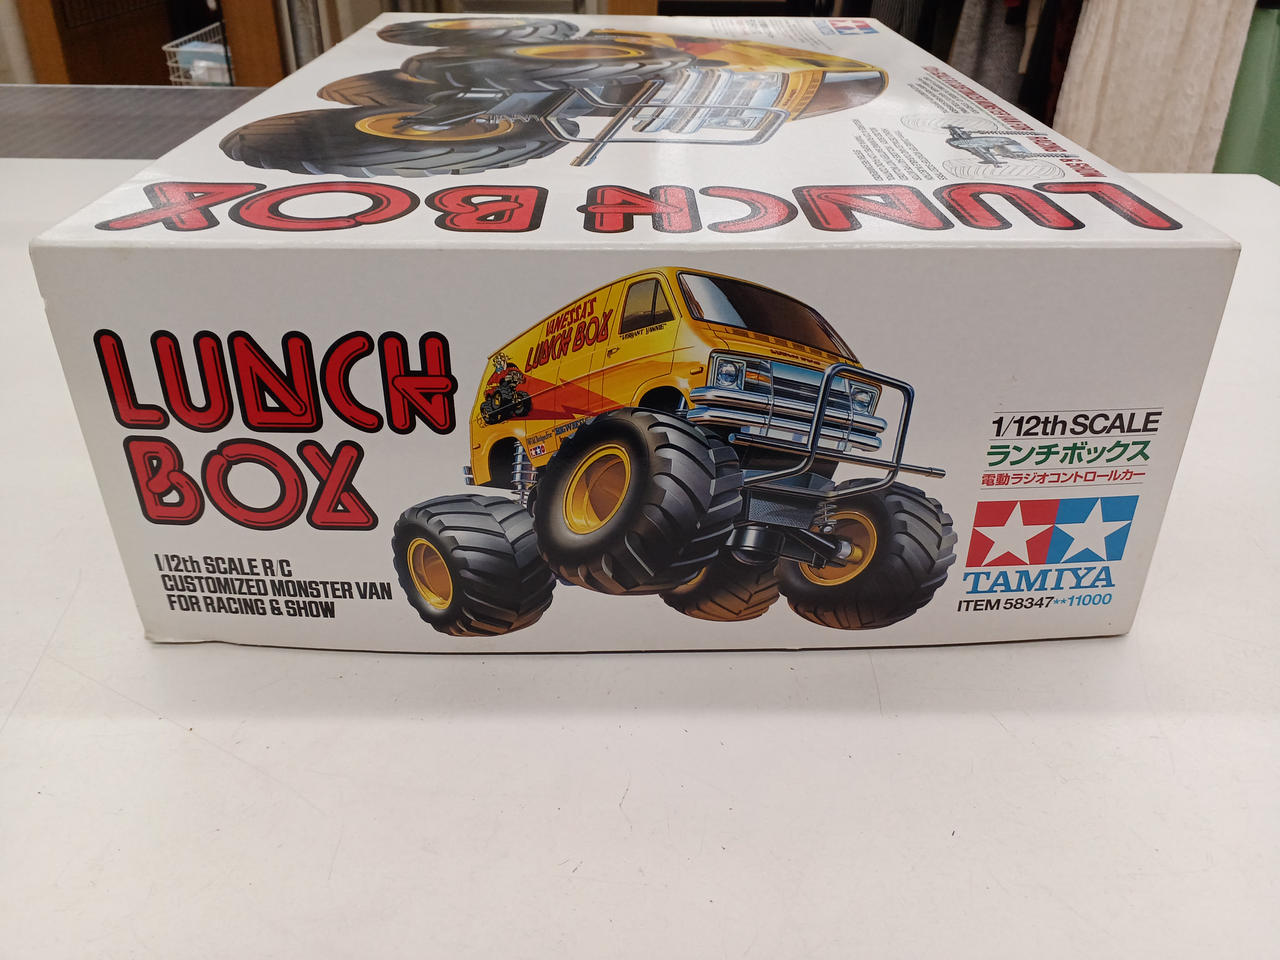 LUNCH BOX
LUNCH
BOX
1/12th SCALE R/C
CUSTOMIZED MONSTER VAN
FOR RACING & SHOW
VANESSA'S
LUNCH BOX
1/12th SCALE
ランチボックス
電動ラジオコントロールカー
TAMIYA
ITEM 58347**11000